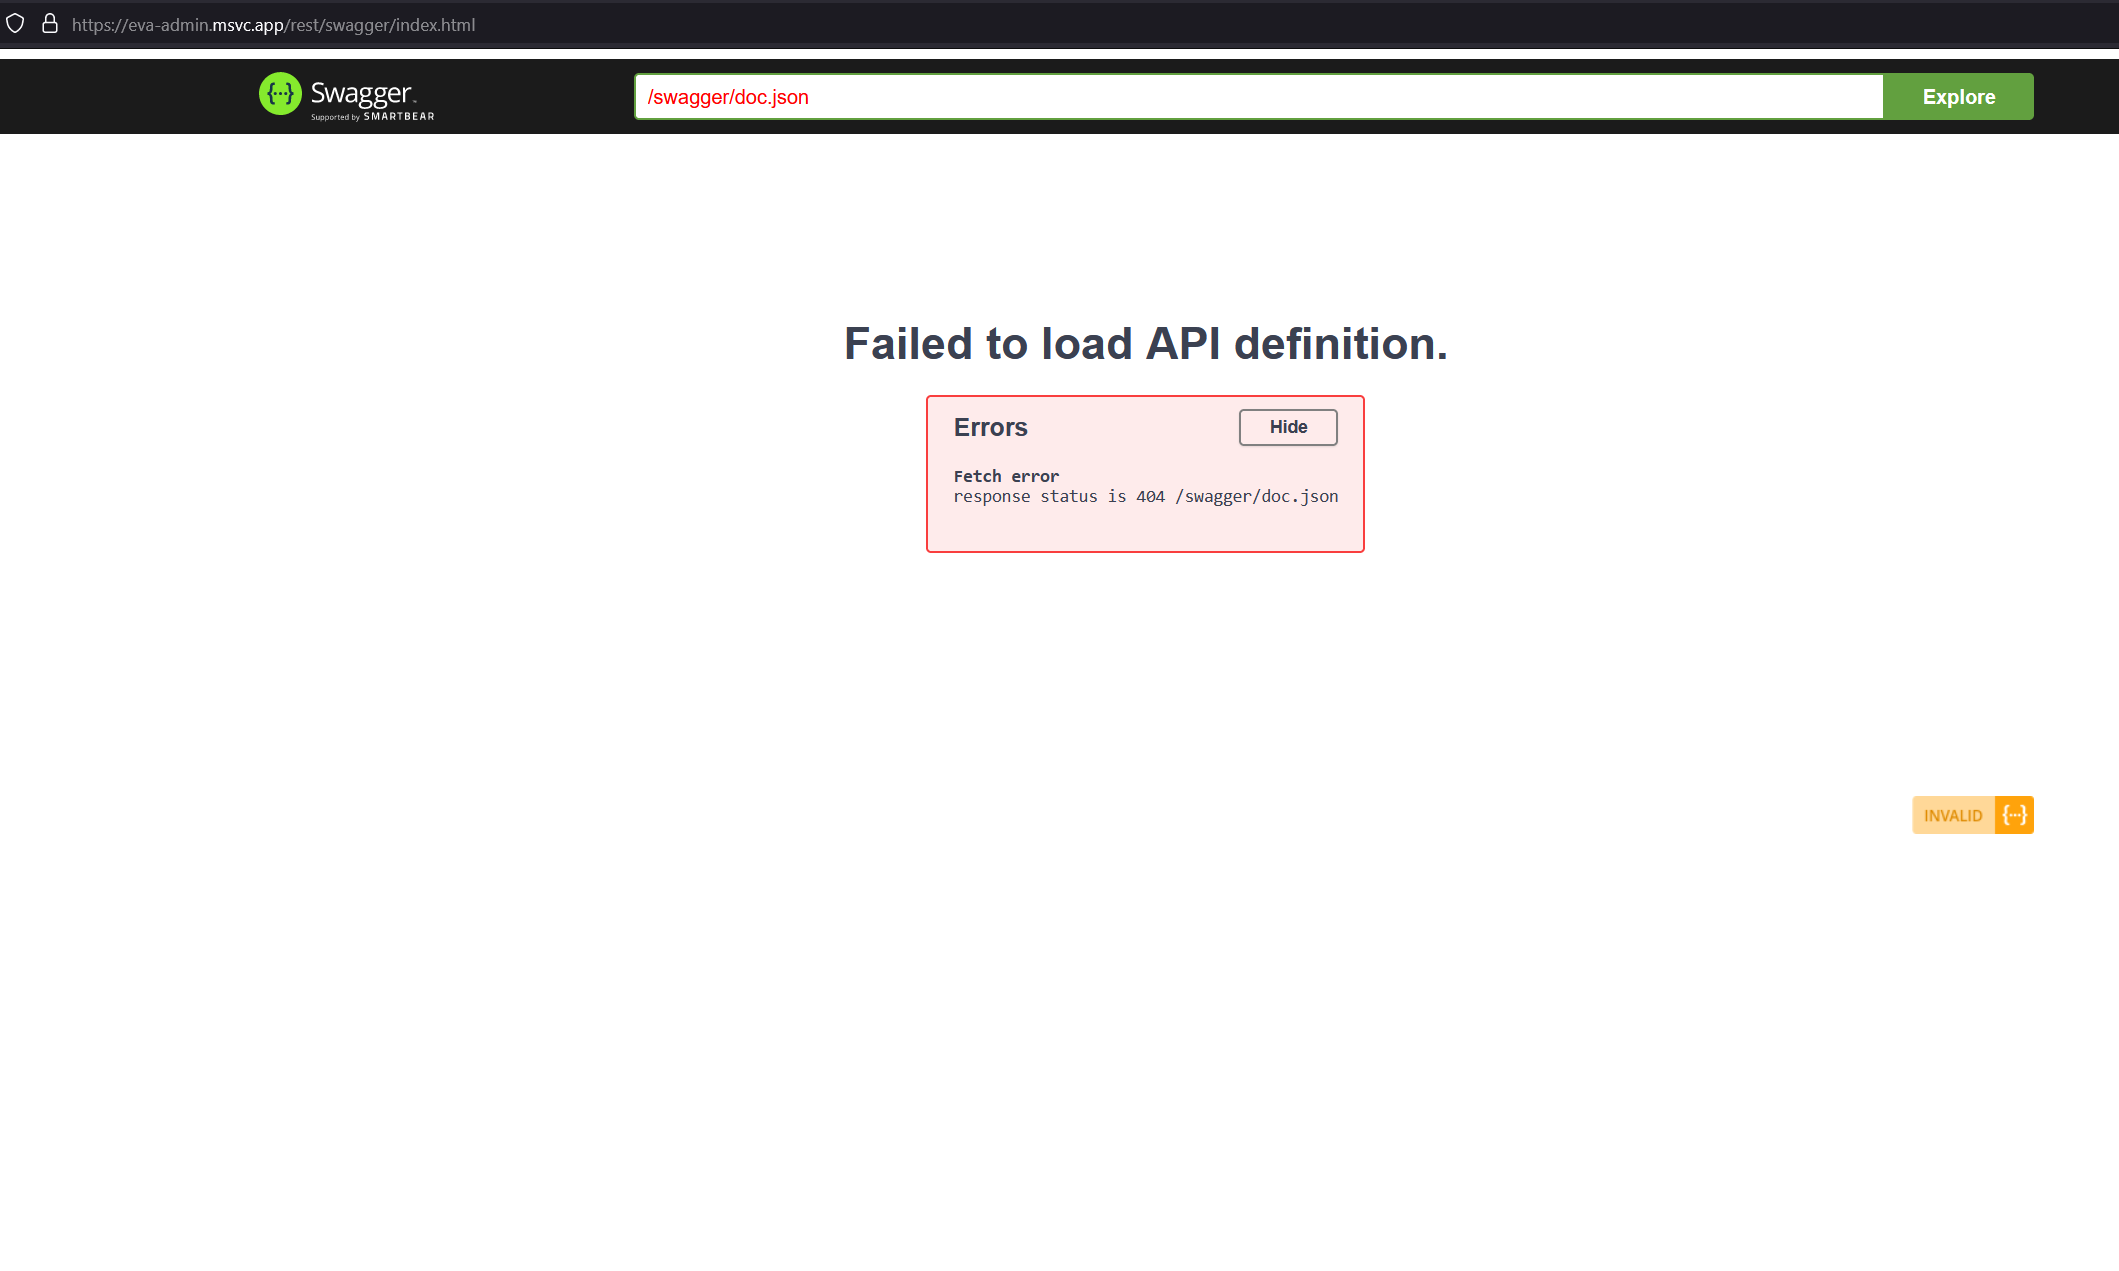 https://eva-admin.msvc.app/rest/swagger/index.html
{...} Swagger™
Supported by SMARTBEAR
/swagger/doc.json
Explore
Failed to load API definition.
Errors
Hide
Fetch error
response status is 404 /swagger/doc.json
INVALID {...}